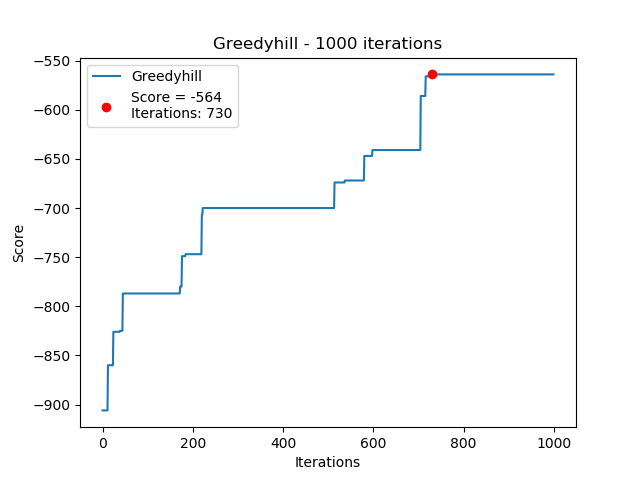 Greedyhill - 1000 iterations
Greedyhill
Score = -564
Iterations: 730
Score
−550
−600
−650
−700
−750
−800
−850
−900
0 200 400 600 800 1000
Iterations